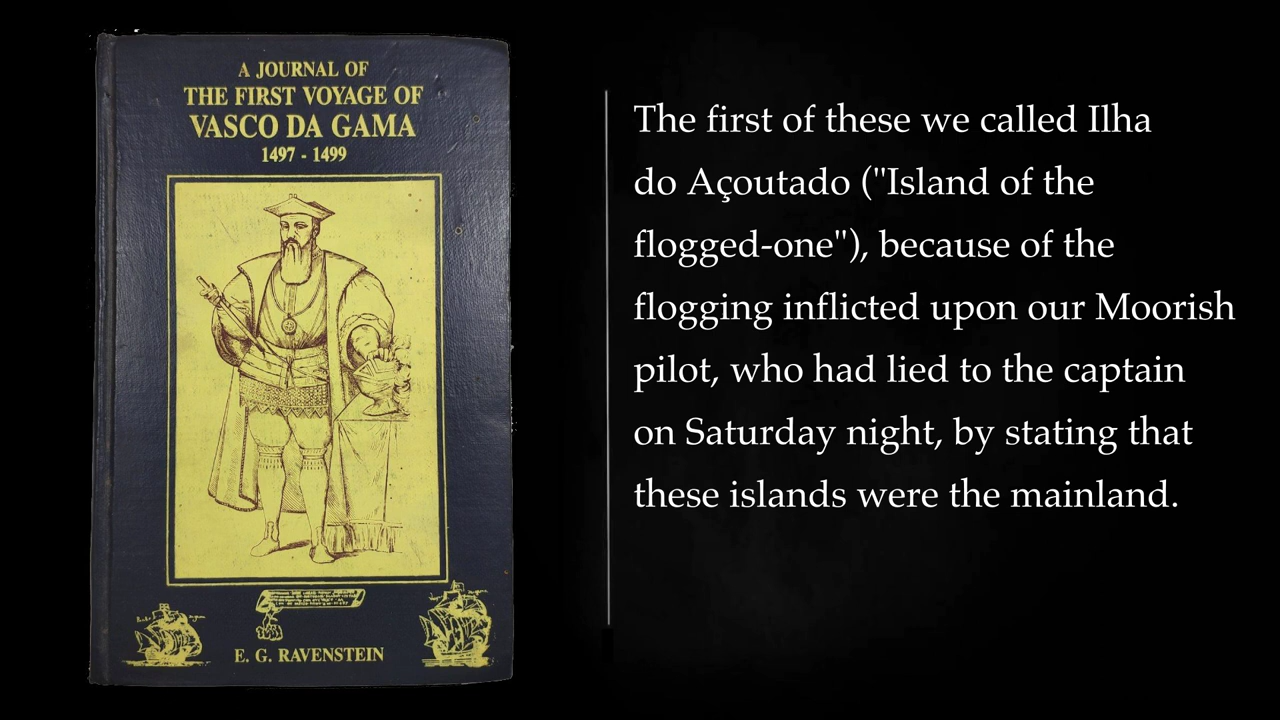 A JOURNAL OF
THE FIRST VOYAGE OF
VASCO DA GAMA
1497 - 1499
E. G. RAVENSTEIN
The first of these we called Ilha
do Açoutado ("Island of the
flogged-one"), because of the
flogging inflicted upon our Moorish
pilot, who had lied to the captain
on Saturday night, by stating that
these islands were the mainland.